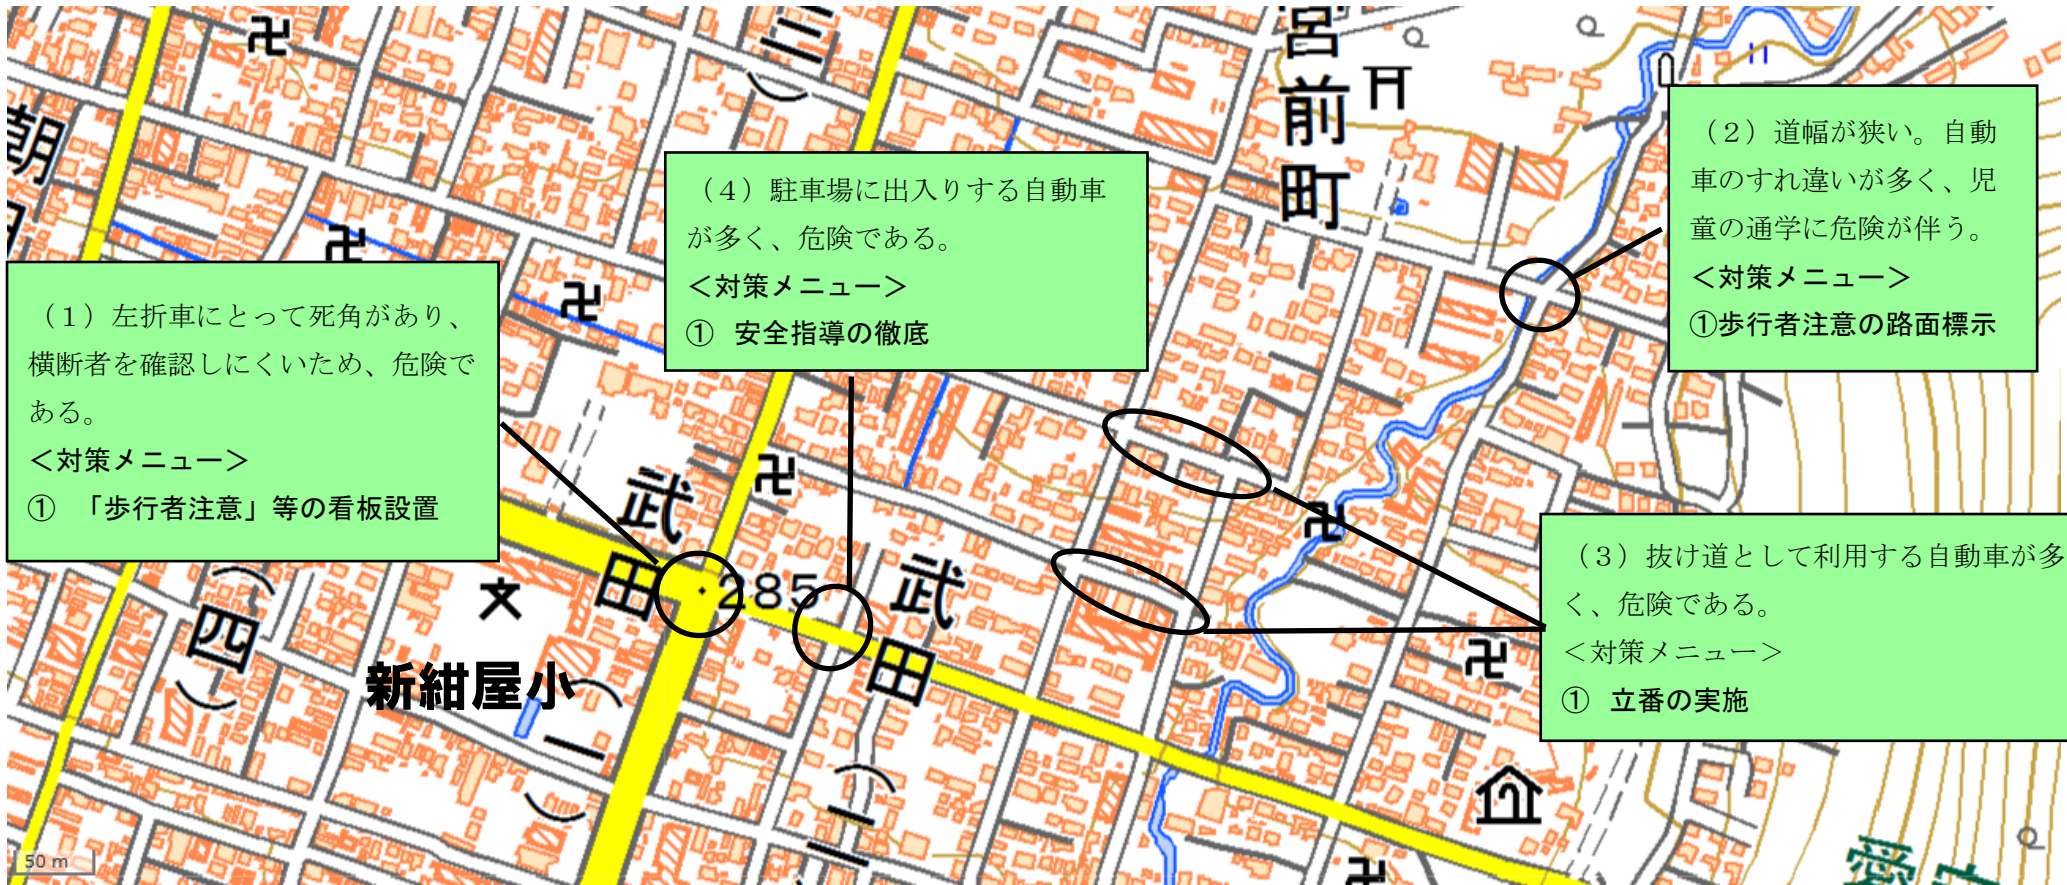 宮前町
三）
朝日
（1）左折車にとって死角があり、
横断者を確認しにくいため、危険で
ある。
＜対策メニュー＞
① 「歩行者注意」等の看板設置
（4）駐車場に出入りする自動車
が多く、危険である。
＜対策メニュー＞
① 安全指導の徹底
（2）道幅が狭い。自動
車のすれ違いが多く、児
童の通学に危険が伴う。
＜対策メニュー＞
①歩行者注意の路面標示
（3）抜け道として利用する自動車が多
く、危険である。
＜対策メニュー＞
① 立番の実施
武田
（一）
285
武田
（二）
（四）
新紺屋小
50 m
愛宕